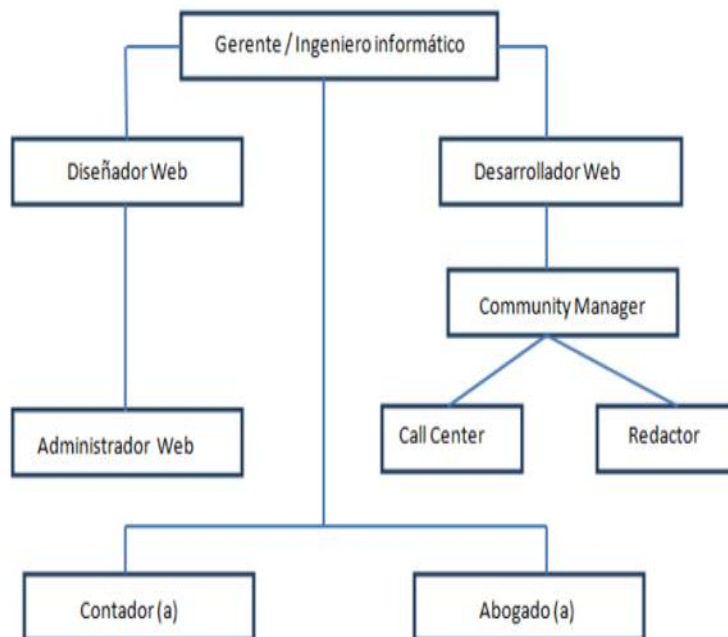 Gerente / Ingeniero informático
Diseñador Web
Desarrollador Web
Community Manager
Administrador Web
Call Center
Redactor
Contador (a)
Abogado (a)